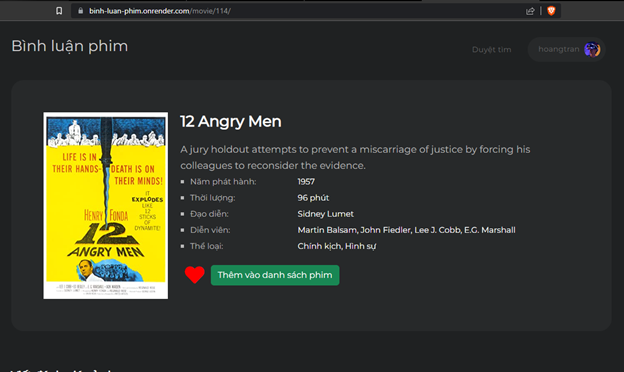 binh-luan-phim.onrender.com/movie/114/
Bình luận phim
Duyệt tìm
hoangtran
12 Angry Men
A jury holdout attempts to prevent a miscarriage of justice by forcing his
colleagues to reconsider the evidence.
Năm phát hành: 1957
Thời lượng: 96 phút
Đạo diễn: Sidney Lumet
Diễn viên: Martin Balsam, John Fiedler, Lee J. Cobb, E.G. Marshall
Thể loại: Chính kịch, Hình sự
Thêm vào danh sách phim
LIFE IS IN
THEIR HANDS
DEATH IS ON
THEIR MINDS!
IT
EXPLODES
LIKE
12
STICKS
OF
DYNAMITE!
HENRY FONDA
12
ANGRY MEN